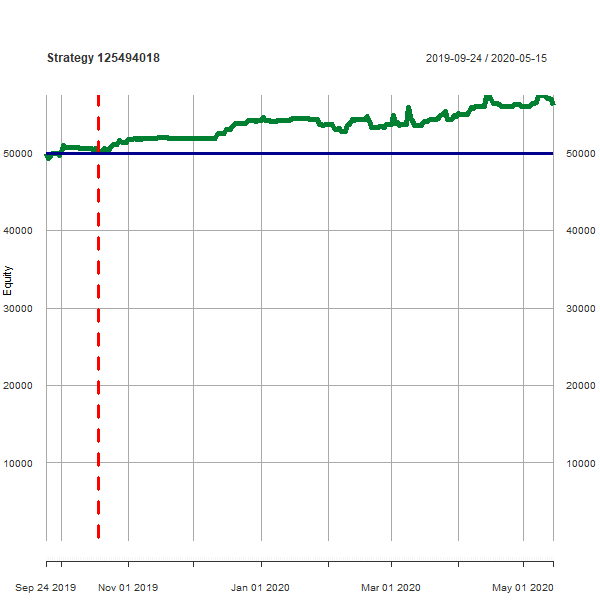 Strategy 125494018
2019-09-24 / 2020-05-15
50000
50000
40000
40000
Equity
30000
30000
20000
20000
10000
10000
Sep 24 2019
Nov 01 2019
Jan 01 2020
Mar 01 2020
May 01 2020